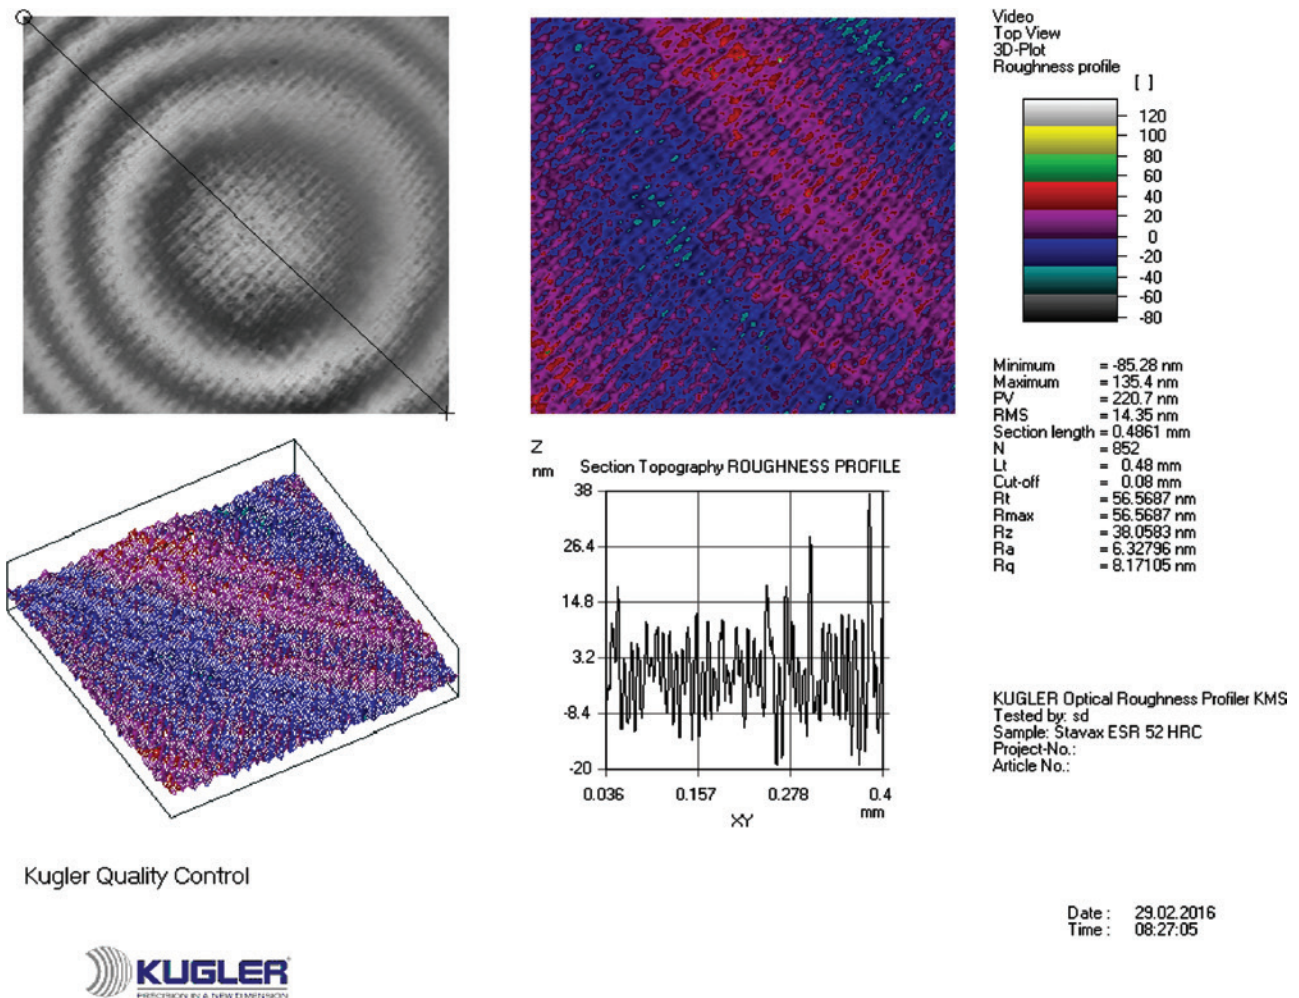 Video
Top View
3D-Plot
Roughness profile
[ ]
120
100
80
60
40
20
0
-20
-40
-60
-80
Minimum = -85.28 nm
Maximum = 135.4 nm
PV = 220.7 nm
RMS = 14.35 nm
Section length = 0.4861 mm
N = 852
Lt = 0.48 mm
Cut-off = 0.08 mm
Rt = 56.5687 nm
Rmax = 56.5687 nm
Rz = 38.0583 nm
Ra = 6.32796 nm
Rq = 8.17105 nm
Z
nm
Section Topography ROUGHNESS PROFILE
38
26.4
14.8
3.2
-8.4
-20
0.036 0.157 0.278 0.4
mm
XY
KUGLER Optical Roughness Profiler KMS
Tested by: sd
Sample: Stavax ESR 52 HRC
Project-No.:
Article No.:
Kugler Quality Control
Date : 29.02.2016
Time : 08:27:05
KUGLER
PRECISION IN A NEW DIMENSION